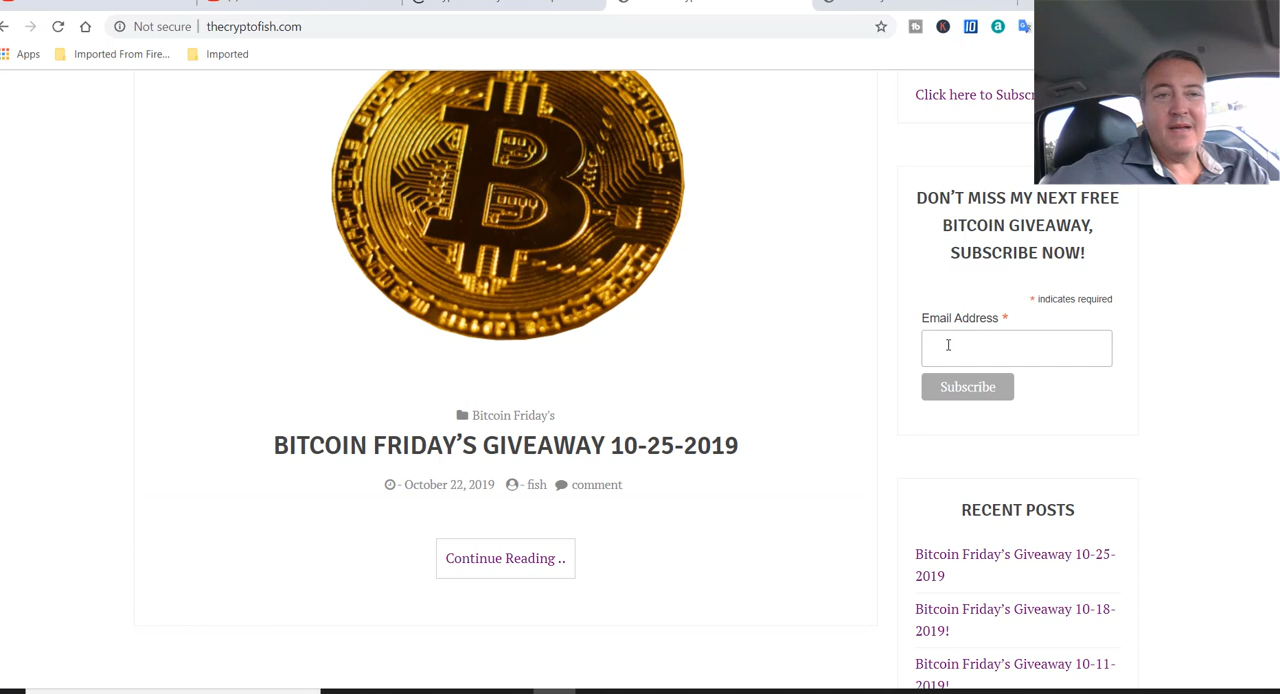 Not secure | thecryptofish.com
Apps Imported From Fire... Imported
Click here to Subscr
DON'T MISS MY NEXT FREE
BITCOIN GIVEAWAY,
SUBSCRIBE NOW!
* indicates required
Email Address *
Subscribe
Bitcoin Friday's
BITCOIN FRIDAY’S GIVEAWAY 10-25-2019
- October 22, 2019 - fish comment
Continue Reading ..
RECENT POSTS
Bitcoin Friday’s Giveaway 10-25-
2019
Bitcoin Friday’s Giveaway 10-18-
2019!
Bitcoin Friday’s Giveaway 10-11-
2019!